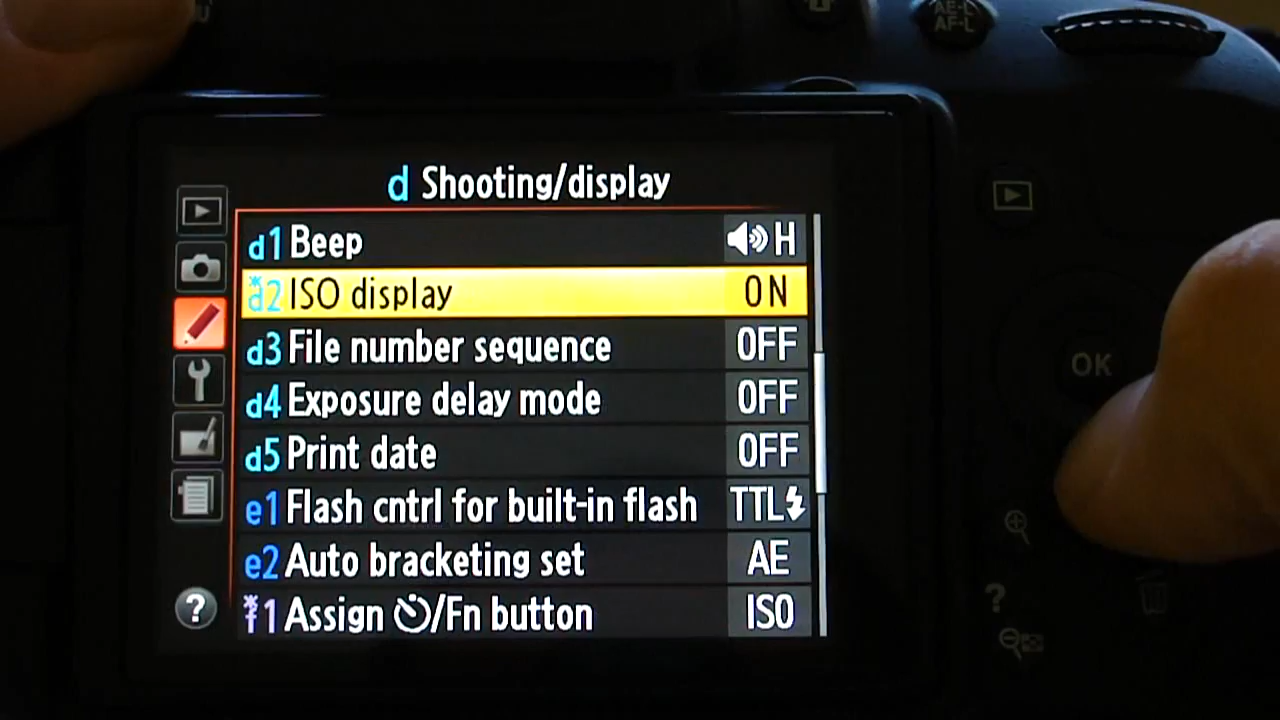 AE-L
AF-L
d Shooting/display
d1 Beep H
d2 ISO display ON
d3 File number sequence OFF
d4 Exposure delay mode OFF
d5 Print date OFF
e1 Flash cntrl for built-in flash TTL
e2 Auto bracketing set AE
f1 Assign /Fn button ISO
?
OK
?